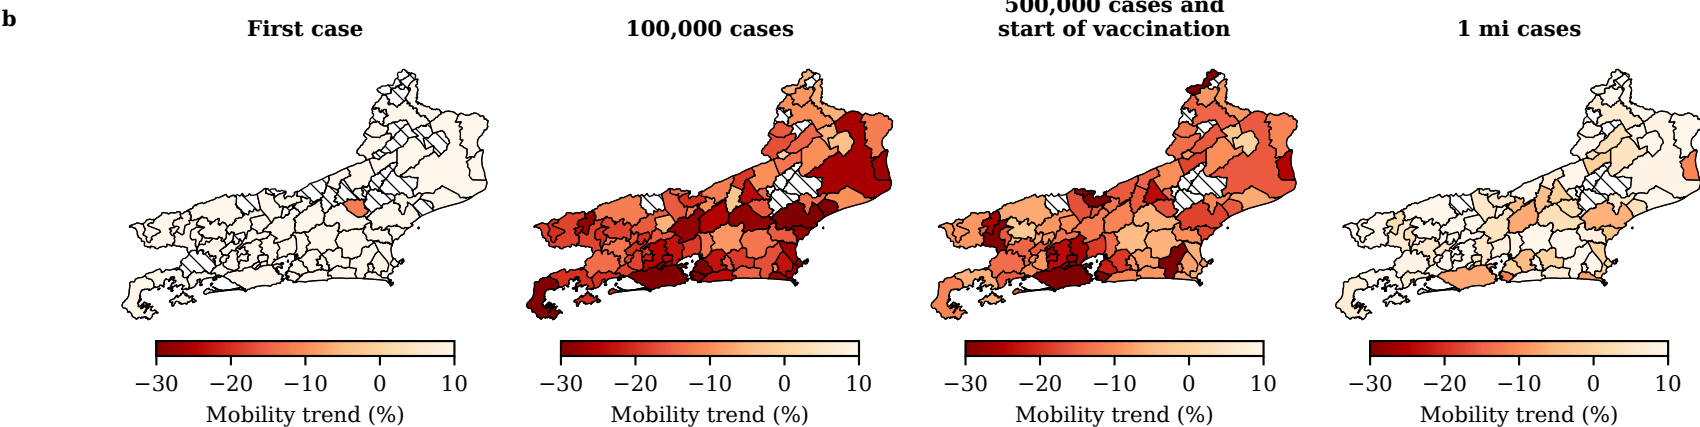 b
First case
100,000 cases
500,000 cases and
start of vaccination
1 mi cases
−30 −20 −10 0 10
Mobility trend (%)
−30 −20 −10 0 10
Mobility trend (%)
−30 −20 −10 0 10
Mobility trend (%)
−30 −20 −10 0 10
Mobility trend (%)